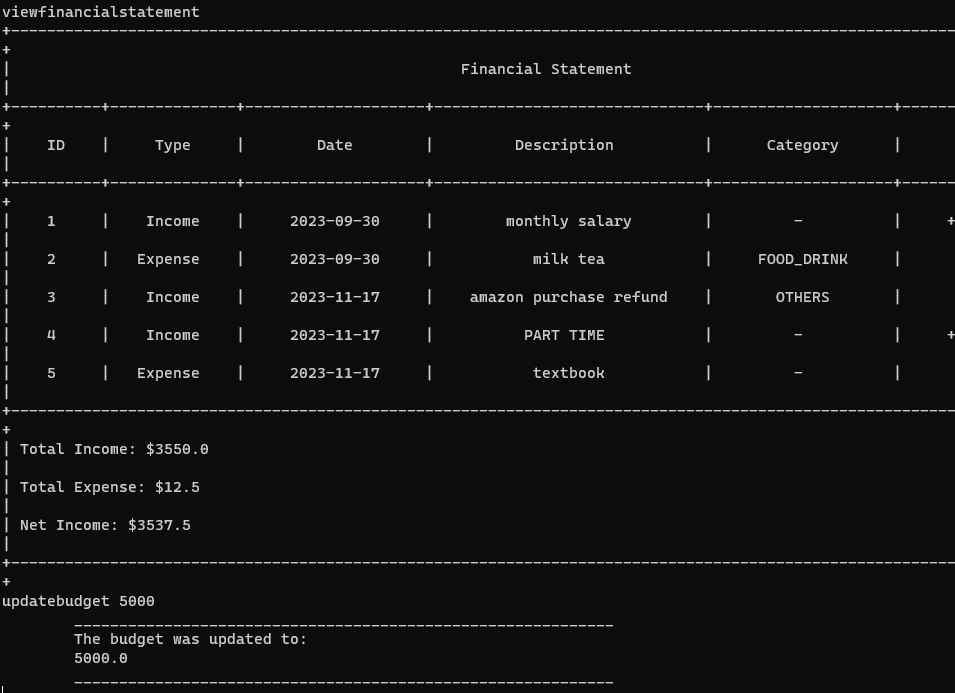 viewfinancialstatement
+---------------------------------------------------------------------------------------------------------
+
| Financial Statement
|
+----------+--------------+--------------------+------------------------------+--------------------+------
+
| ID | Type | Date | Description | Category |
|
+----------+--------------+--------------------+------------------------------+--------------------+------
+
| 1 | Income | 2023-09-30 | monthly salary | - | +
|
| 2 | Expense | 2023-09-30 | milk tea | FOOD_DRINK |
|
| 3 | Income | 2023-11-17 | amazon purchase refund | OTHERS |
|
| 4 | Income | 2023-11-17 | PART TIME | - | +
|
| 5 | Expense | 2023-11-17 | textbook | - |
|
+---------------------------------------------------------------------------------------------------------
+
| Total Income: $3550.0
|
| Total Expense: $12.5
|
| Net Income: $3537.5
|
+---------------------------------------------------------------------------------------------------------
+
updatebudget 5000
____________________________________________________________
The budget was updated to:
5000.0
____________________________________________________________